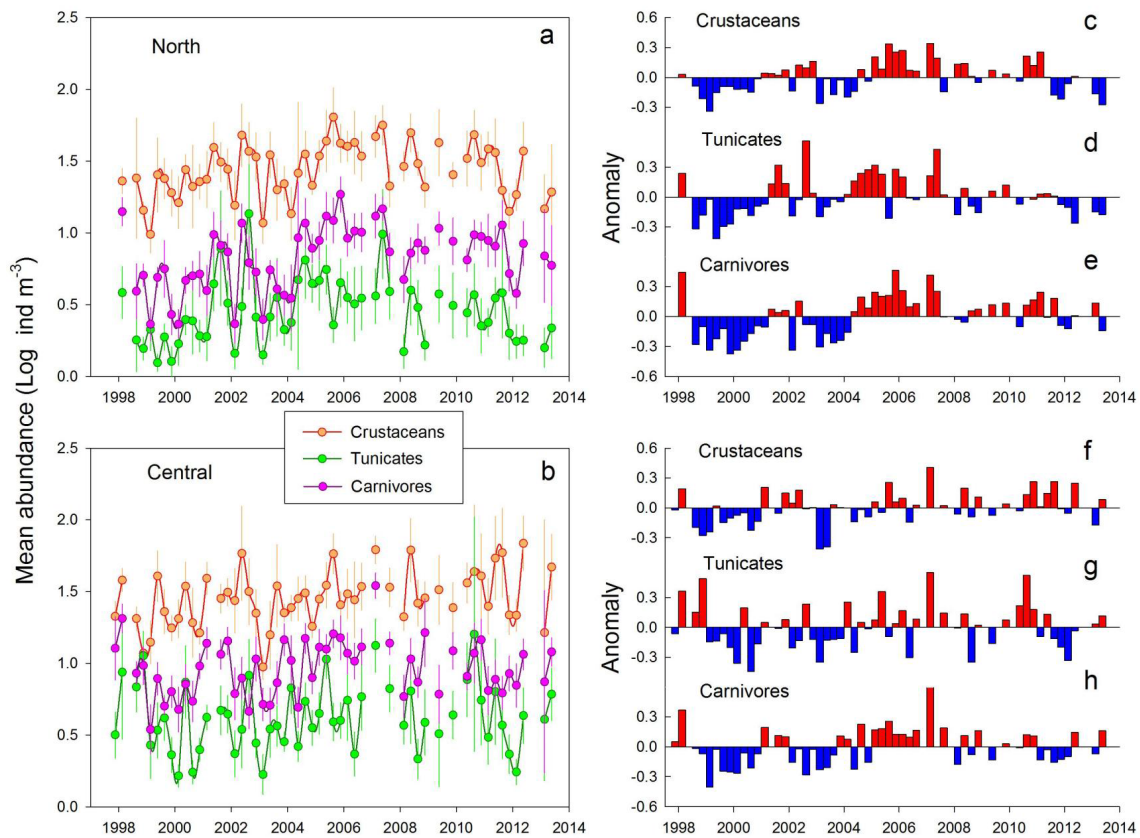 Mean abundance (Log ind m-3)
2.5
2.0
1.5
1.0
0.5
0.0
North
a
1998 2000 2002 2004 2006 2008 2010 2012 2014
Crustaceans
Tunicates
Carnivores
2.5
2.0
1.5
1.0
0.5
0.0
Central
b
1998 2000 2002 2004 2006 2008 2010 2012 2014
Anomaly
0.6
0.3
0.0
-0.3
Crustaceans
c
0.3
0.0
-0.3
Tunicates
d
0.3
0.0
-0.3
-0.6
Carnivores
e
1998 2000 2002 2004 2006 2008 2010 2012 2014
Anomaly
0.6
0.3
0.0
-0.3
Crustaceans
f
0.3
0.0
-0.3
Tunicates
g
0.3
0.0
-0.3
-0.6
Carnivores
h
1998 2000 2002 2004 2006 2008 2010 2012 2014